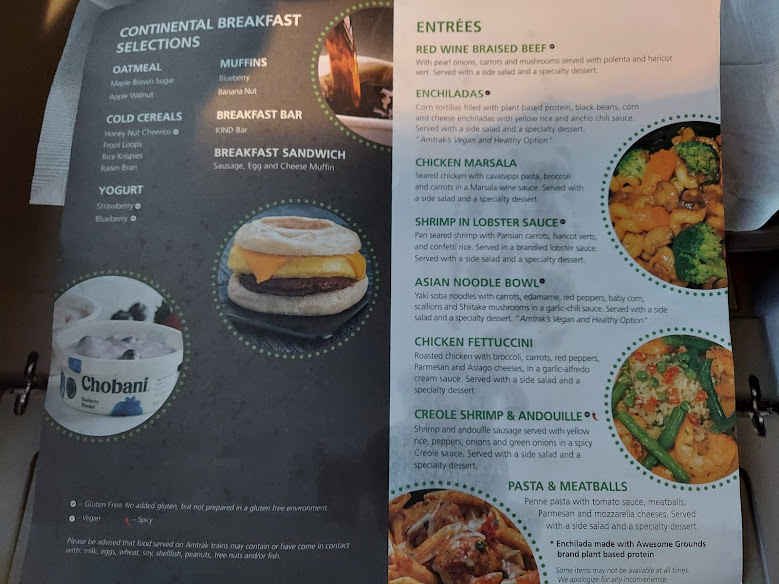 CONTINENTAL BREAKFAST
SELECTIONS
OATMEAL
Maple Brown Sugar
Apple Walnut
COLD CEREALS
Honey Nut Cheerios
Froot Loops
Rice Krispies
Raisin Bran
YOGURT
Strawberry
Blueberry
MUFFINS
Blueberry
Banana Nut
BREAKFAST BAR
KIND Bar
BREAKFAST SANDWICH
Sausage, Egg and Cheese Muffin
Chobani
Blueberry
– Gluten Free. No added gluten, but not prepared in a gluten free environment.
– Vegan – Spicy
Please be advised that food served on Amtrak trains may contain or have come in contact
with: milk, eggs, wheat, soy, shellfish, peanuts, tree nuts and/or fish.
ENTRÉES
RED WINE BRAISED BEEF
With pearl onions, carrots and mushrooms served with polenta and haricot
vert. Served with a side salad and a specialty dessert.
ENCHILADAS
Corn tortillas filled with plant based protein, black beans, corn
and cheese enchiladas with yellow rice and ancho chili sauce.
Served with a side salad and a specialty dessert.
"Amtrak's Vegan and Healthy Option"
CHICKEN MARSALA
Seared chicken with cavatappi pasta, broccoli
and carrots in a Marsala wine sauce. Served with
a side salad and a specialty dessert.
SHRIMP IN LOBSTER SAUCE
Pan seared shrimp with Parisian carrots, haricot verts,
and confetti rice. Served in a brandied lobster sauce.
Served with a side salad and a specialty dessert.
ASIAN NOODLE BOWL
Yaki soba noodles with carrots, edamame, red peppers, baby corn,
scallions and Shiitake mushrooms in a garlic-chili sauce. Served with a side
salad and a specialty dessert. "Amtrak's Vegan and Healthy Option"
CHICKEN FETTUCCINI
Roasted chicken with broccoli, carrots, red peppers,
Parmesan and Asiago cheeses, in a garlic-alfredo
cream sauce. Served with a side salad and a
specialty dessert.
CREOLE SHRIMP & ANDOUILLE
Shrimp and andouille sausage served with yellow
rice, peppers, onions and green onions in a spicy
Creole sauce. Served with a side salad and a
specialty dessert.
PASTA & MEATBALLS
Penne pasta with tomato sauce, meatballs,
Parmesan and mozzarella cheeses. Served
with a side salad and a specialty dessert.
* Enchilada made with Awesome Grounds
brand plant based protein
Some items may not be available at all times.
We apologize for any inconvenience.